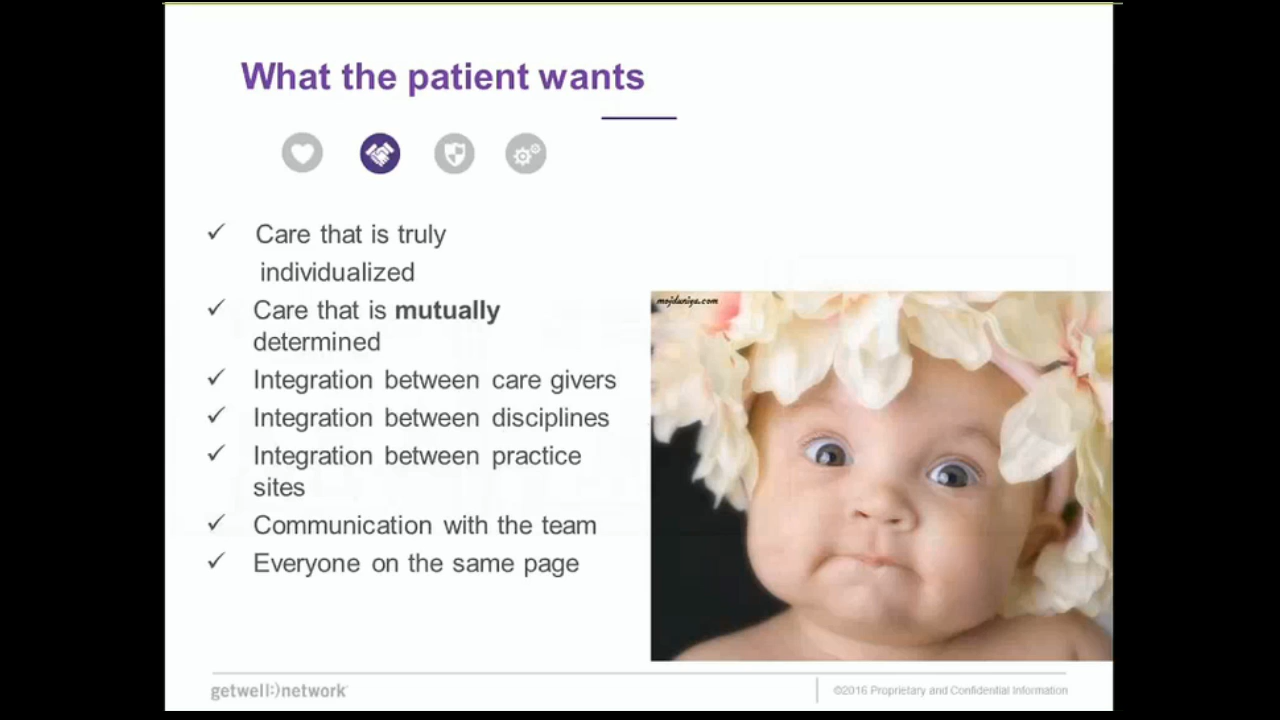 What the patient wants
✓ Care that is truly
individualized
✓ Care that is mutually
determined
✓ Integration between care givers
✓ Integration between disciplines
✓ Integration between practice
sites
✓ Communication with the team
✓ Everyone on the same page
mojduniya.com
getwell:)network
©2016 Proprietary and Confidential Information